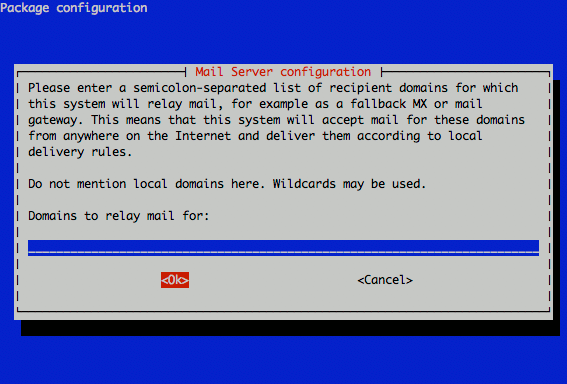 Package configuration
Mail Server configuration
Please enter a semicolon-separated list of recipient domains for which
this system will relay mail, for example as a fallback MX or mail
gateway. This means that this system will accept mail for these domains
from anywhere on the Internet and deliver them according to local
delivery rules.
Do not mention local domains here. Wildcards may be used.
Domains to relay mail for:
<Ok> <Cancel>